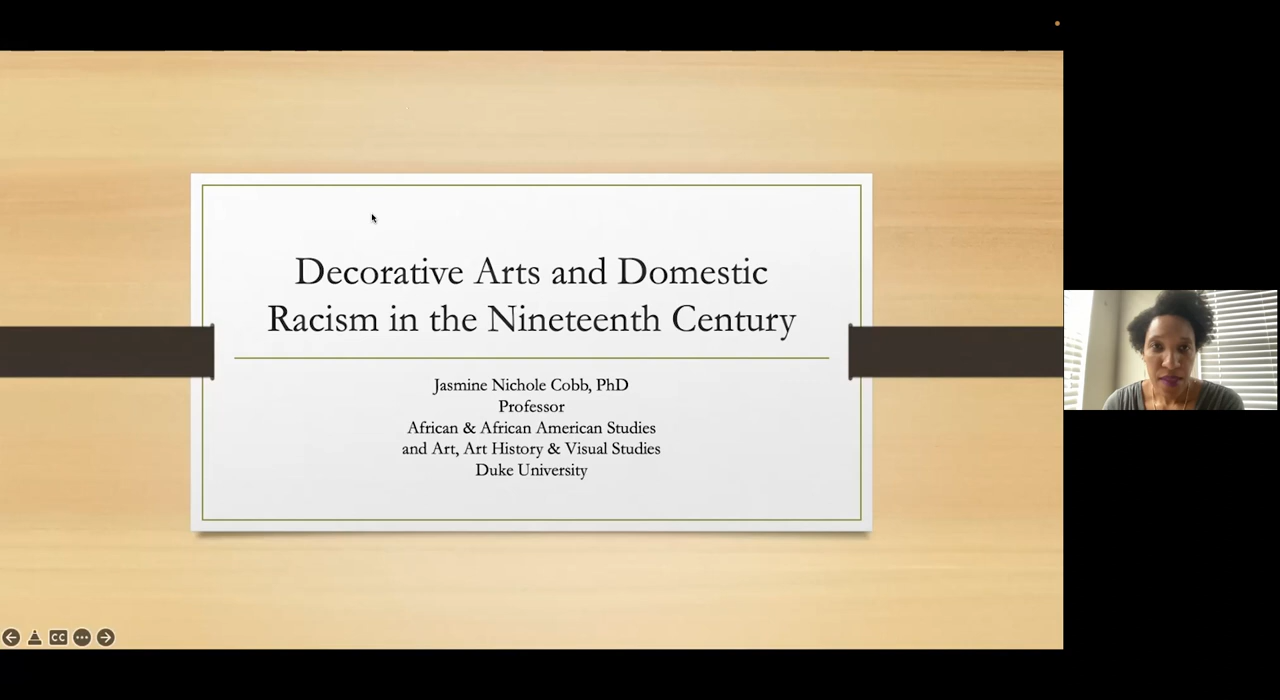 Decorative Arts and Domestic
Racism in the Nineteenth Century
Jasmine Nichole Cobb, PhD
Professor
African & African American Studies
and Art, Art History & Visual Studies
Duke University
CC